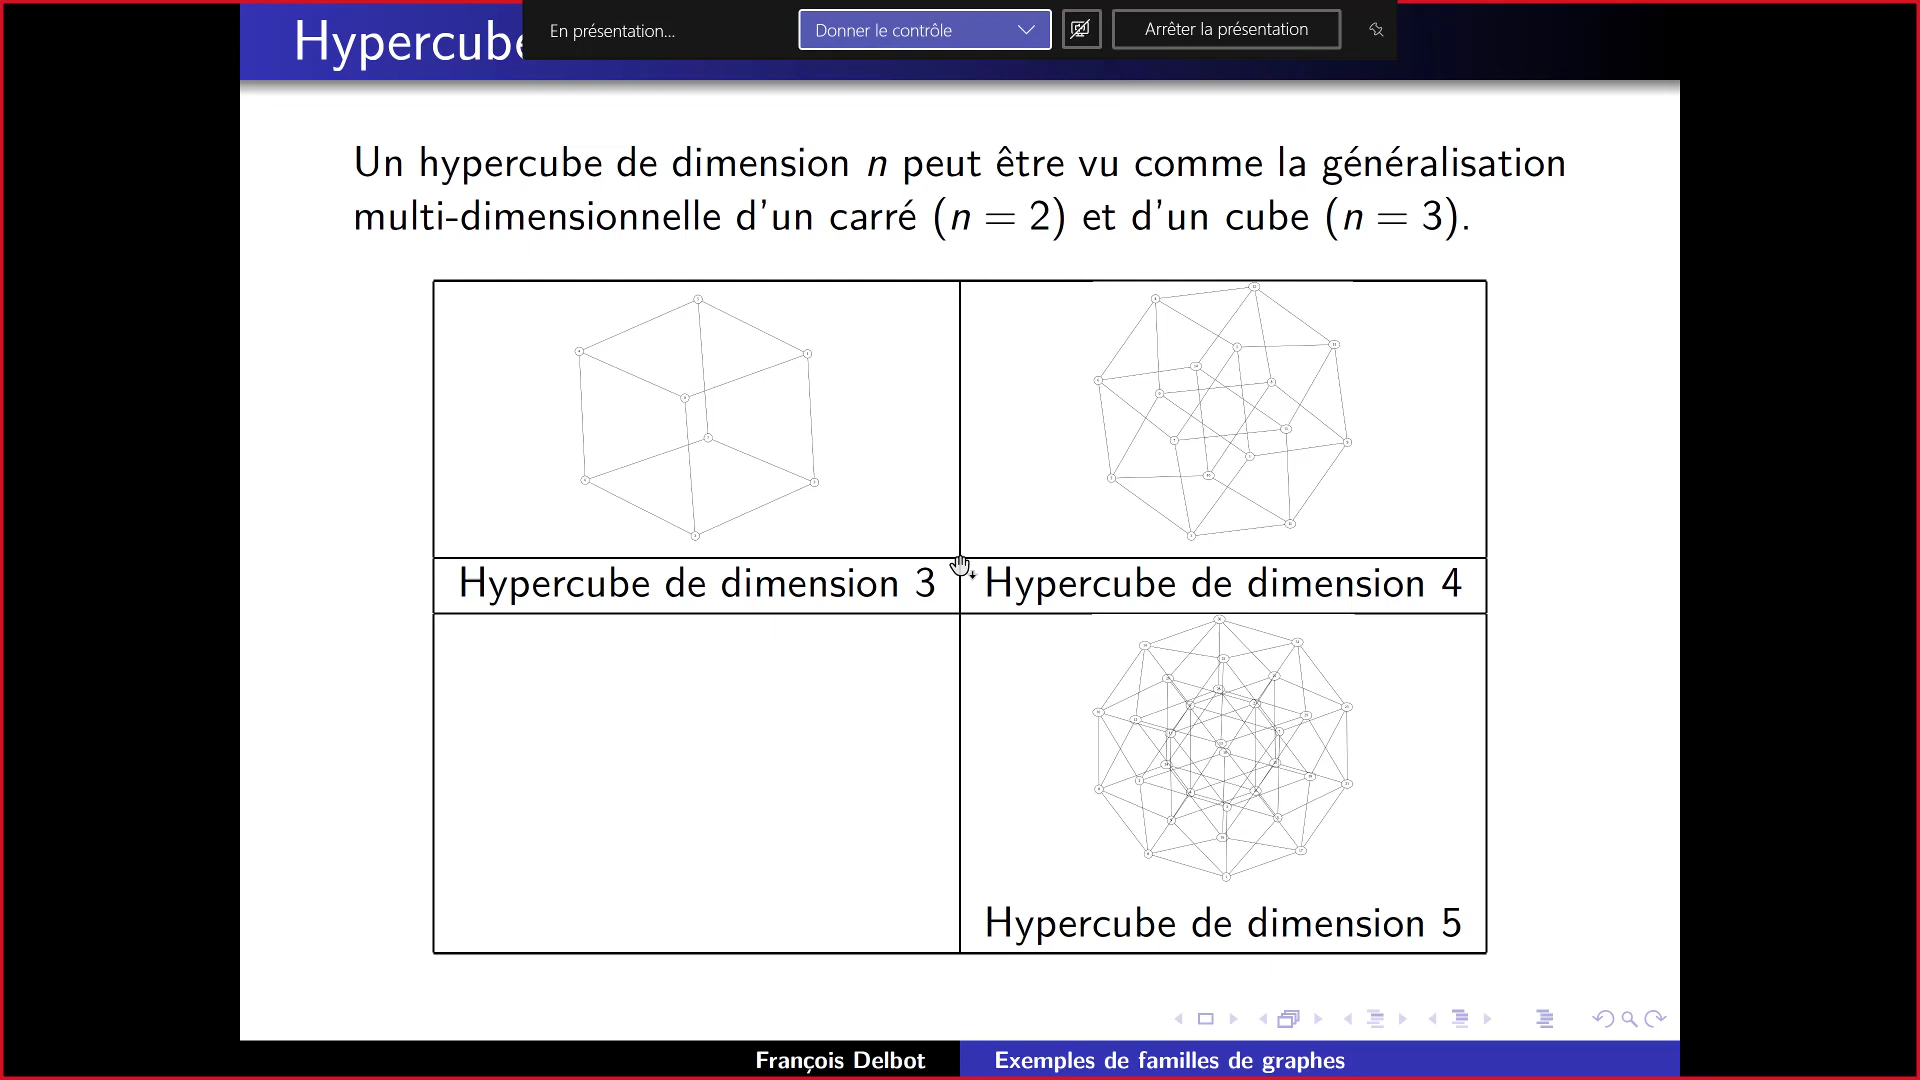 Hypercube
En présentation...
Donner le contrôle
Arrêter la présentation
Un hypercube de dimension n peut être vu comme la généralisation
multi-dimensionnelle d'un carré (n = 2) et d'un cube (n = 3).
Hypercube de dimension 3
Hypercube de dimension 4
Hypercube de dimension 5
François Delbot
Exemples de familles de graphes